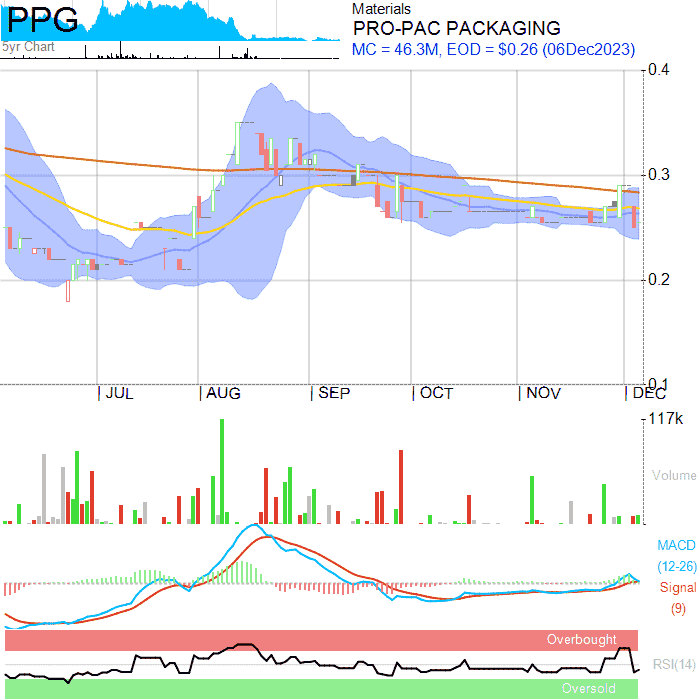 PPG
5yr Chart
Materials
PRO-PAC PACKAGING
MC = 46.3M, EOD = $0.26 (06Dec2023)
0.4
0.3
0.2
0.1
JUL
AUG
SEP
OCT
NOV
DEC
117k
Volume
MACD
(12-26)
Signal
(9)
Overbought
RSI(14)
Oversold